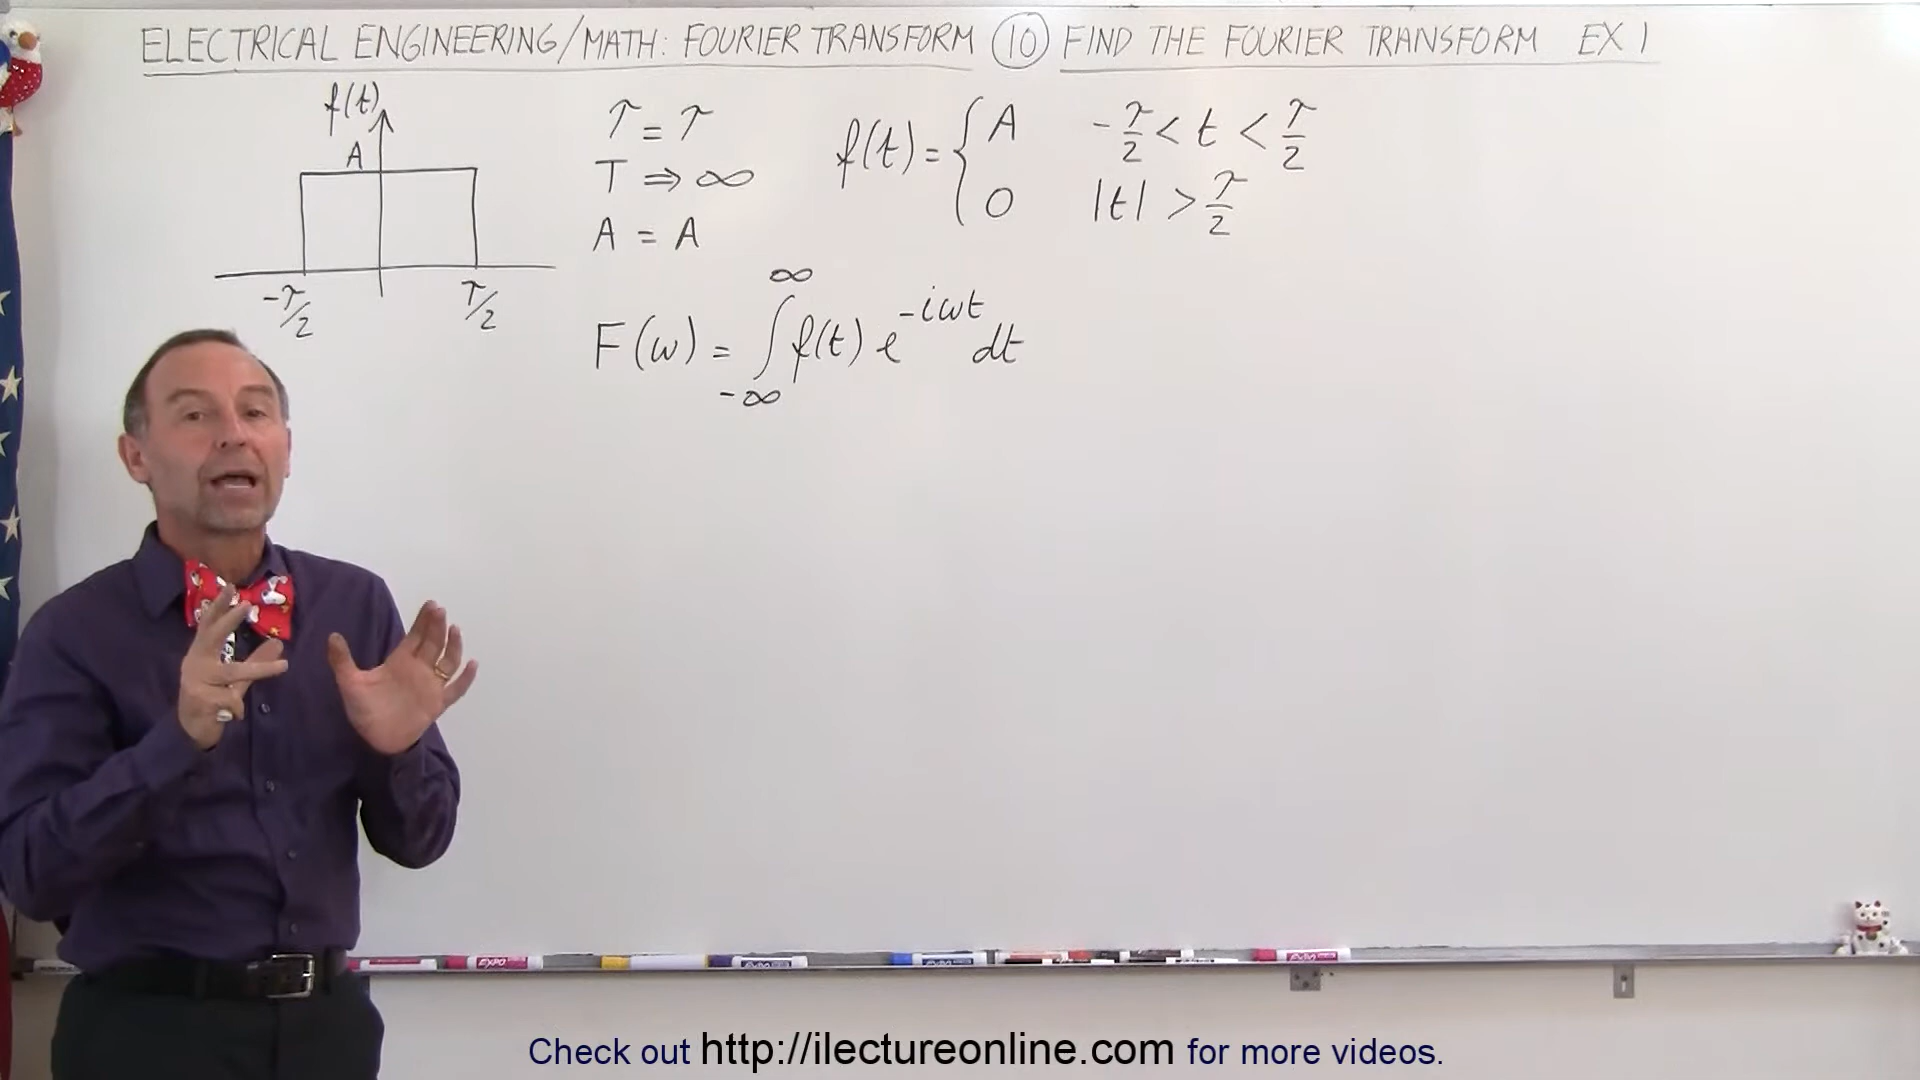 ELECTRICAL ENGINEERING/MATH: FOURIER TRANSFORM (10) FIND THE FOURIER TRANSFORM EX 1
f(t)
A
-τ/2
τ/2
τ = τ
T ⇒ ∞
A = A
f(t) = { A -τ/2 < t < τ/2
0 |t| > τ/2
F(ω) = ∫_{-∞}^{∞} f(t) e^{-iωt} dt
EXPO
Check out http://ilectureonline.com for more videos.